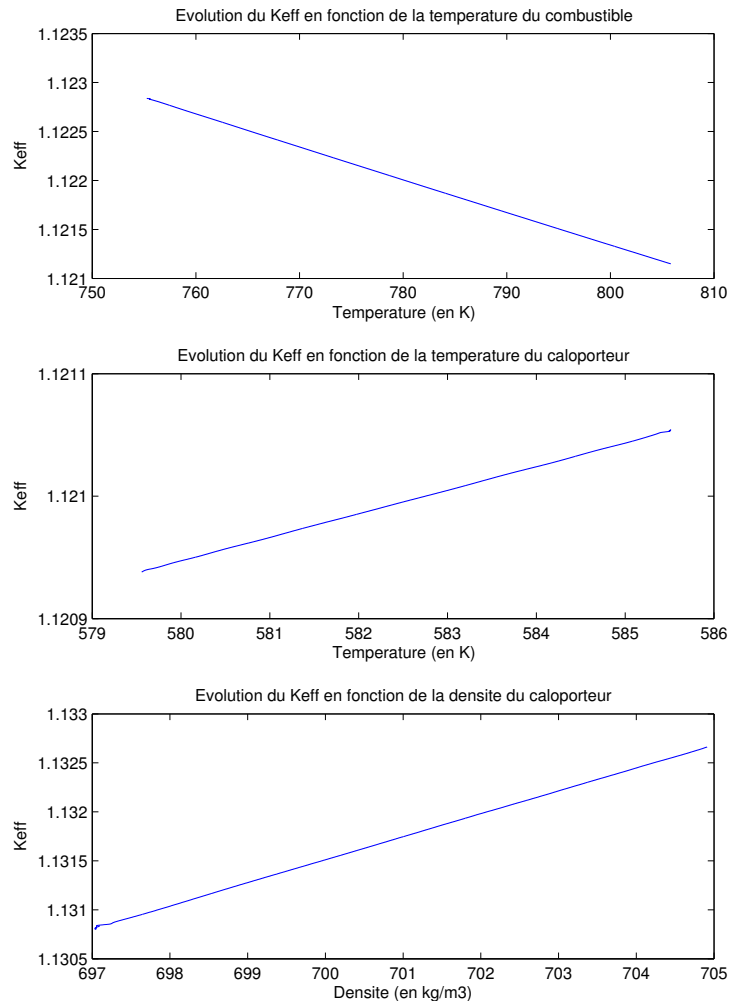 Evolution du Keff en fonction de la temperature du combustible
1.1235
1.123
1.1225
1.122
1.1215
1.121
Keff
750 760 770 780 790 800 810
Temperature (en K)
Evolution du Keff en fonction de la temperature du caloporteur
1.1211
1.121
1.1209
Keff
579 580 581 582 583 584 585 586
Temperature (en K)
Evolution du Keff en fonction de la densite du caloporteur
1.133
1.1325
1.132
1.1315
1.131
1.1305
Keff
697 698 699 700 701 702 703 704 705
Densite (en kg/m3)